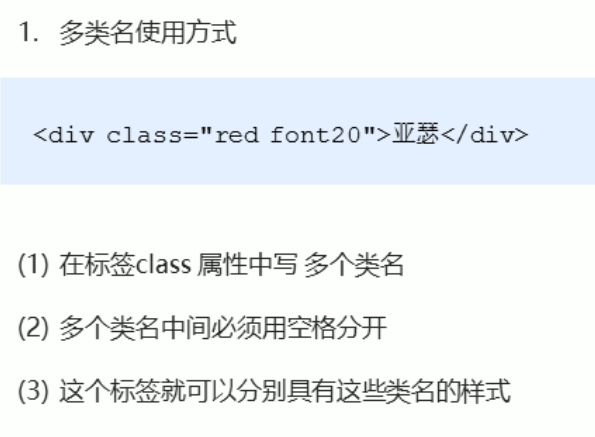 1. 多类名使用方式
<div class="red font20">亚瑟</div>
(1) 在标签class 属性中写 多个类名
(2) 多个类名中间必须用空格分开
(3) 这个标签就可以分别具有这些类名的样式